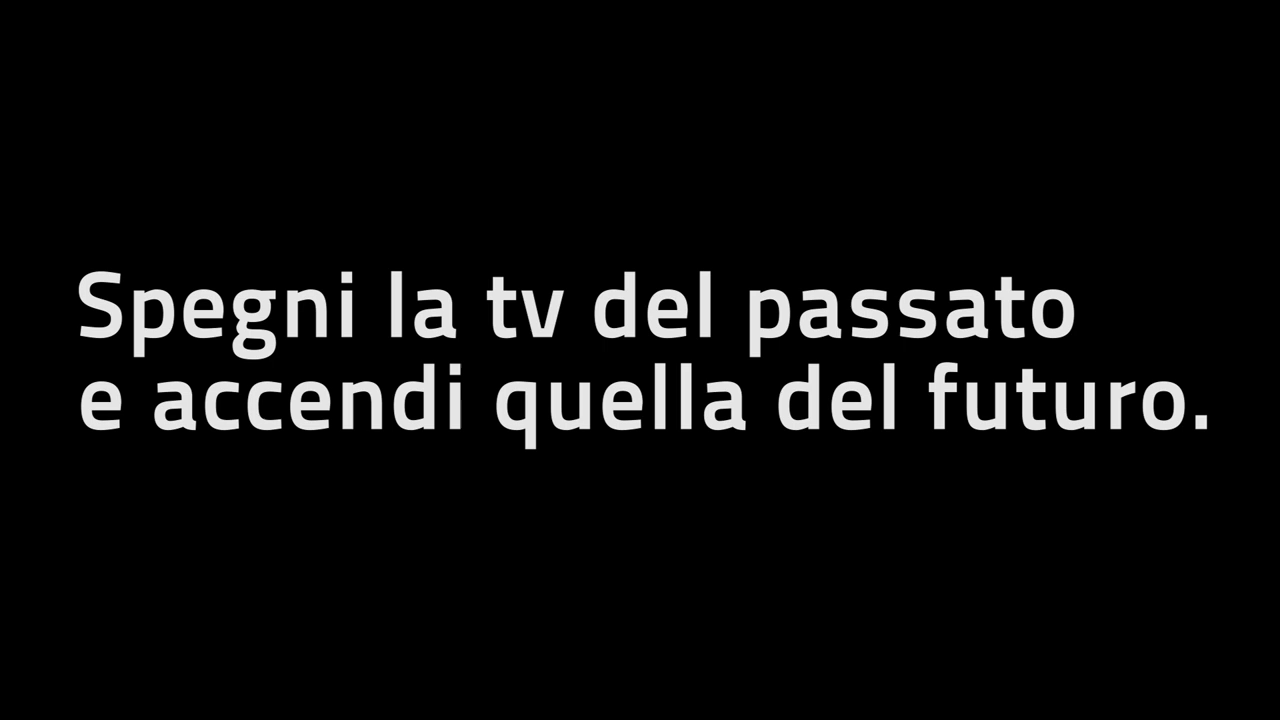 Spegni la tv del passato
e accendi quella del futuro.